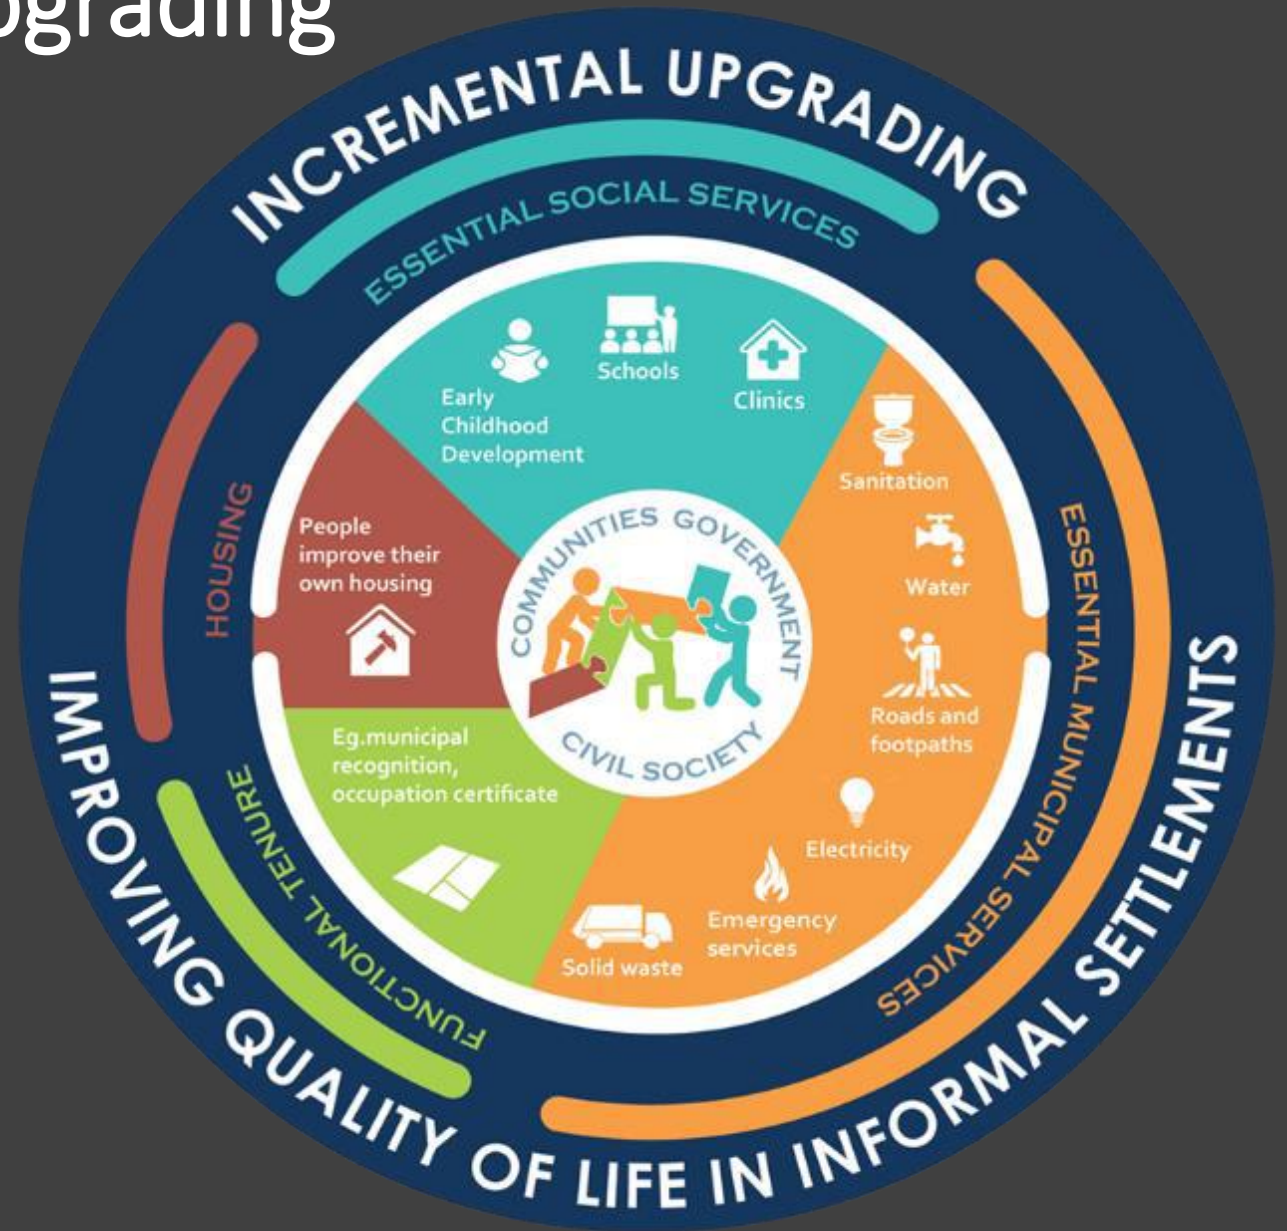 pgrading
INCREMENTAL UPGRADING
ESSENTIAL SOCIAL SERVICES
Early
Childhood
Development
Schools
Clinics
ESSENTIAL MUNICIPAL SERVICES
Sanitation
Water
Roads and
footpaths
Electricity
Emergency
services
Solid waste
FUNCTIONAL TENURE
Eg.municipal
recognition,
occupation certificate
HOUSING
People
improve their
own housing
COMMUNITIES GOVERNMENT
CIVIL SOCIETY
IMPROVING QUALITY OF LIFE IN INFORMAL SETTLEMENTS